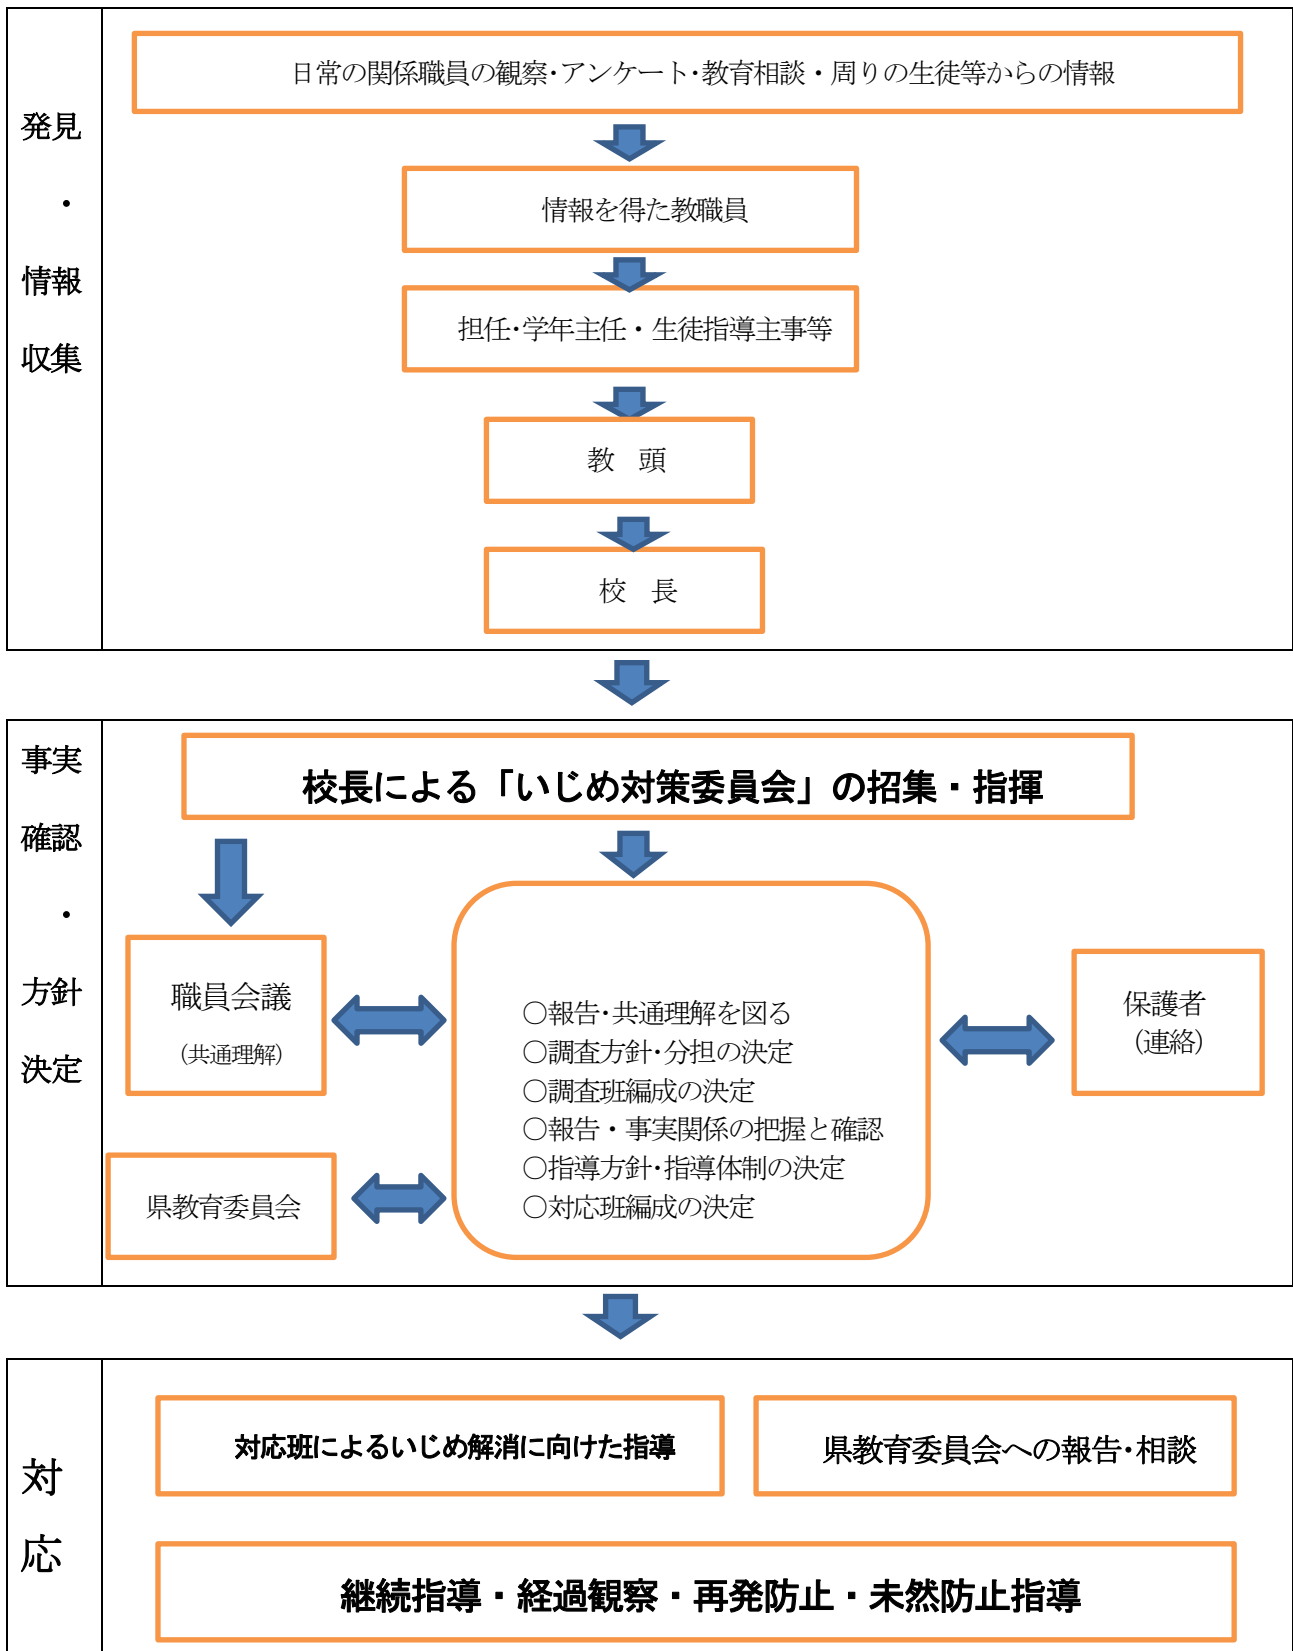 発見
・
情報
収集
日常の関係職員の観察･アンケート･教育相談・周りの生徒等からの情報
情報を得た教職員
担任･学年主任・生徒指導主事等
教　頭
校　長
事実
確認
・
方針
決定
校長による「いじめ対策委員会」の招集・指揮
職員会議
（共通理解）
県教育委員会
○報告･共通理解を図る
○調査方針･分担の決定
○調査班編成の決定
○報告・事実関係の把握と確認
○指導方針･指導体制の決定
○対応班編成の決定
保護者
（連絡）
対
応
対応班によるいじめ解消に向けた指導
県教育委員会への報告･相談
継続指導・経過観察・再発防止・未然防止指導